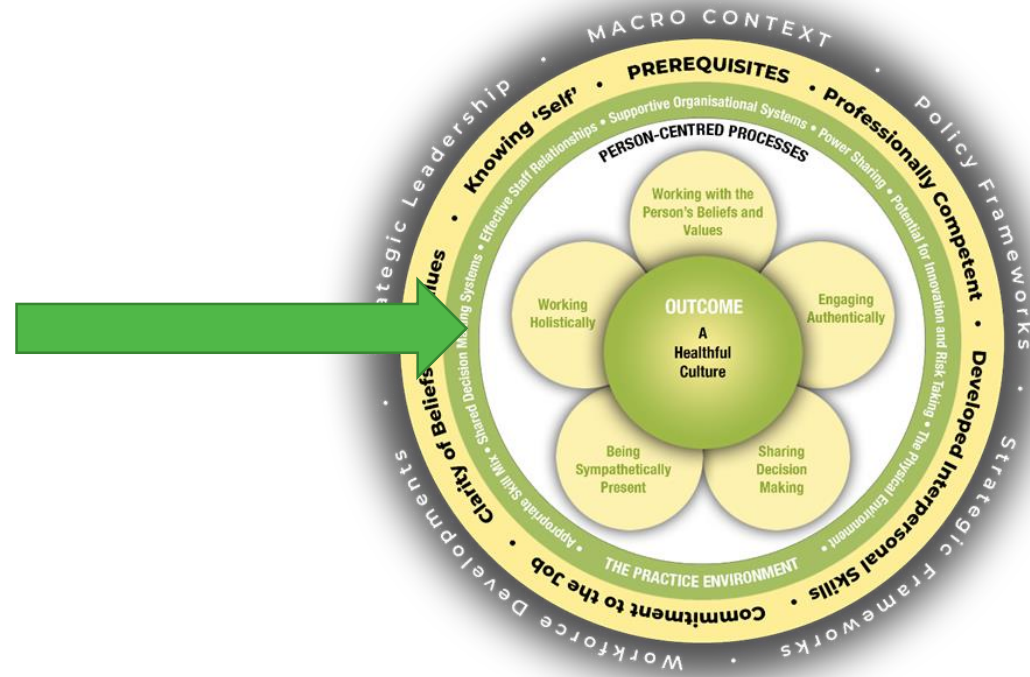 MACRO CONTEXT
Policy Frameworks
Strategic Frameworks
Workforce Developments
Leadership
PREREQUISITES
Professionally Competent
Developed Interpersonal Skills
Commitment to the Job
Clarity of Beliefs
Knowing ‘Self’
Supportive Organisational Systems • Power Sharing • Potential for Innovation and Risk Taking • The Physical Environment
THE PRACTICE ENVIRONMENT
Appropriate Skill Mix • Shared Decision Systems • Effective Staff Relationships
PERSON-CENTRED PROCESSES
Working with the
Person’s Beliefs and
Values
Engaging
Authentically
Sharing
Decision
Making
Being
Sympathetically
Present
Working
Holistically
OUTCOME
A
Healthful
Culture